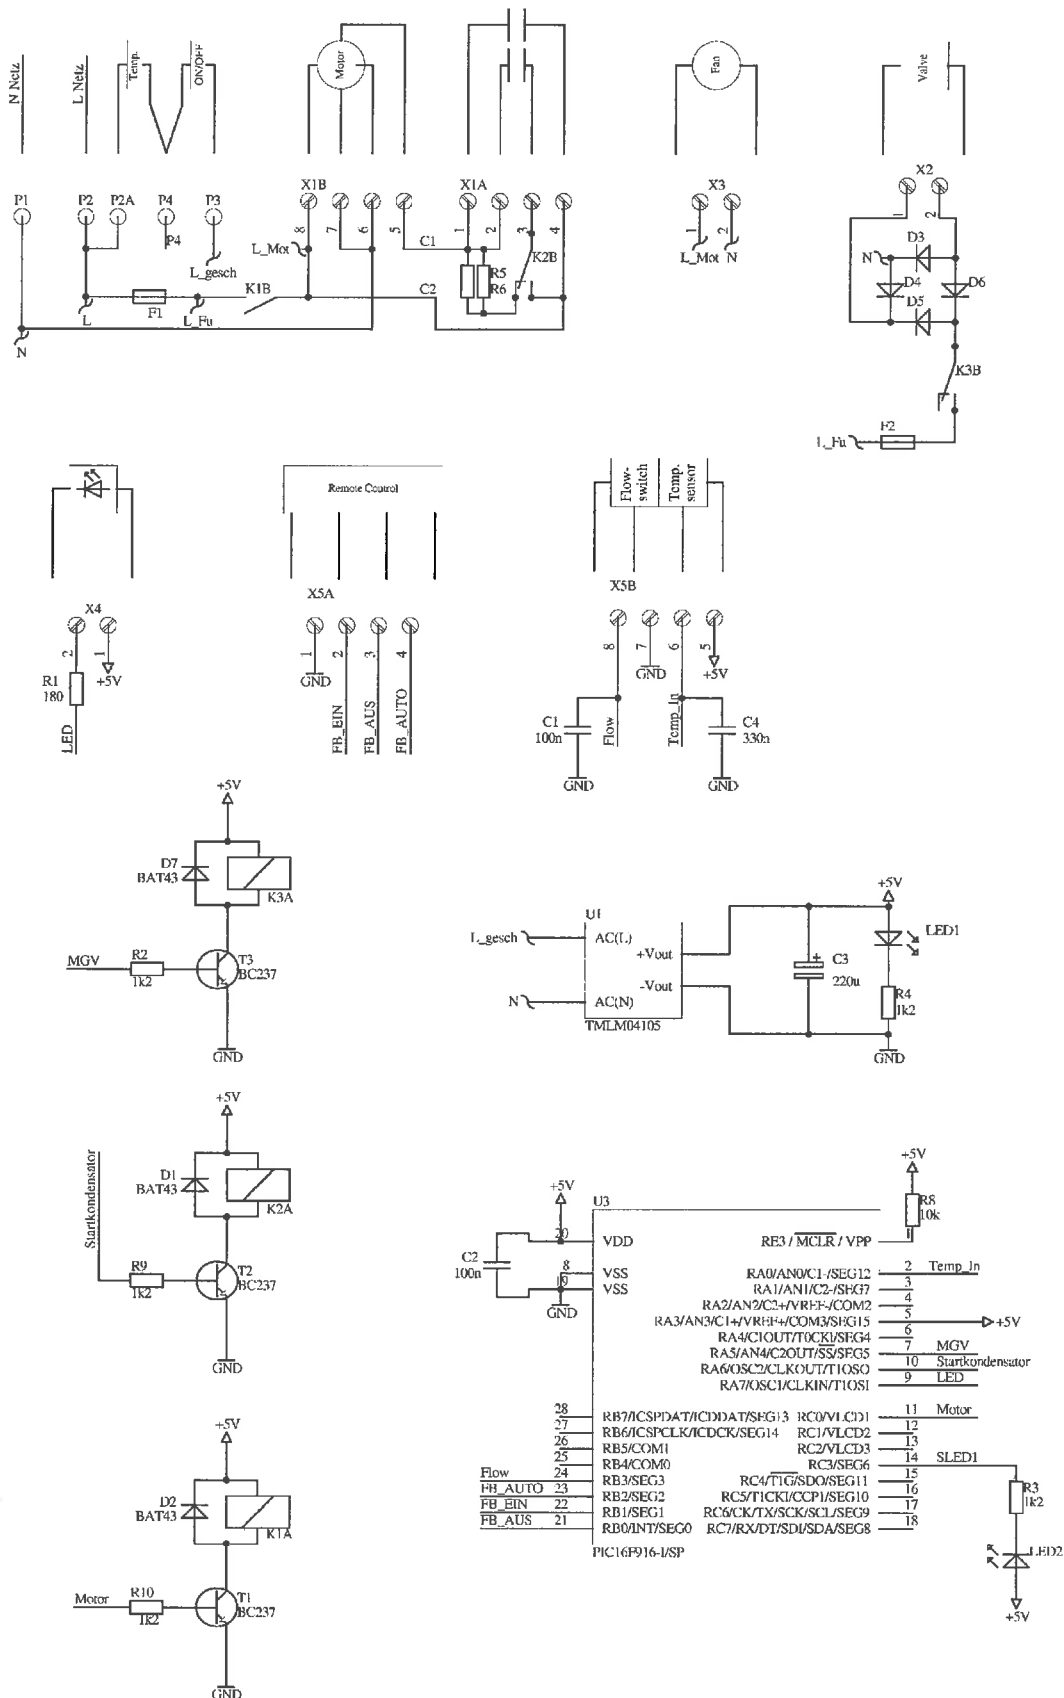 N Netz
L Netz
Temp.
ON/OFF
Motor
Fan
Valve
P1
P2
P2A
P4
P3
X1B
X1A
X3
X2
8
7
6
5
1
2
3
4
1
2
1
2
P4
L_gesch
L_Mot
C1
K2B
L_Mot
N
R5
R6
N
D3
D4
D6
D5
L
F1
L_Fu
K1B
C2
N
K3B
L_Fu
F2
Remote Control
Flow-
switch
Temp.
sensor
X4
X5A
X5B
2
1
1
2
3
4
8
7
6
5
R1
180
+5V
GND
GND
+5V
LED
FB_EIN
FB_AUS
FB_AUTO
C1
100n
Flow
Temp_In
C4
330n
GND
GND
+5V
D7
BAT43
K3A
MGV
R2
1k2
T3
BC237
GND
U1
L_gesch
AC(L)
+Vout
-Vout
N
AC(N)
TMLM04105
+5V
LED1
C3
220u
R4
1k2
GND
+5V
Startkondensator
D1
BAT43
K2A
R9
1k2
T2
BC237
GND
+5V
D2
BAT43
K1A
Motor
R10
1k2
T1
BC237
GND
+5V
U3
+5V
R8
10k
C2
100n
20
VDD
RE3 / MCLR / VPP
8
VSS
19
VSS
GND
RA0/AN0/C1-/SEG12 2 Temp_In
RA1/AN1/C2-/SEG7 3
RA2/AN2/C2+/VREF-/COM2 4
RA3/AN3/C1+/VREF+/COM3/SEG15 5 +5V
RA4/C1OUT/T0CKI/SEG4 6
RA5/AN4/C2OUT/SS/SEG5 7 MGV
RA6/OSC2/CLKOUT/T1OSO 10 Startkondensator
RA7/OSC1/CLKIN/T1OSI 9 LED
28 RB7/ICSPDAT/ICDDAT/SEG13 RC0/VLCD1 11 Motor
27 RB6/ICSPCLK/ICDCK/SEG14 RC1/VLCD2 12
26 RB5/COM1 RC2/VLCD3 13
25 RB4/COM0 RC3/SEG6 14 SLED1
Flow 24 RB3/SEG3 RC4/T1G/SDO/SEG11 15
FB_AUTO 23 RB2/SEG2 RC5/T1CKI/CCP1/SEG10 16
FB_EIN 22 RB1/SEG1 RC6/CK/TX/SCK/SCL/SEG9 17
FB_AUS 21 RB0/INT/SEG0 RC7/RX/DT/SDI/SDA/SEG8 18
PIC16F916-I/SP
R3
1k2
LED2
+5V